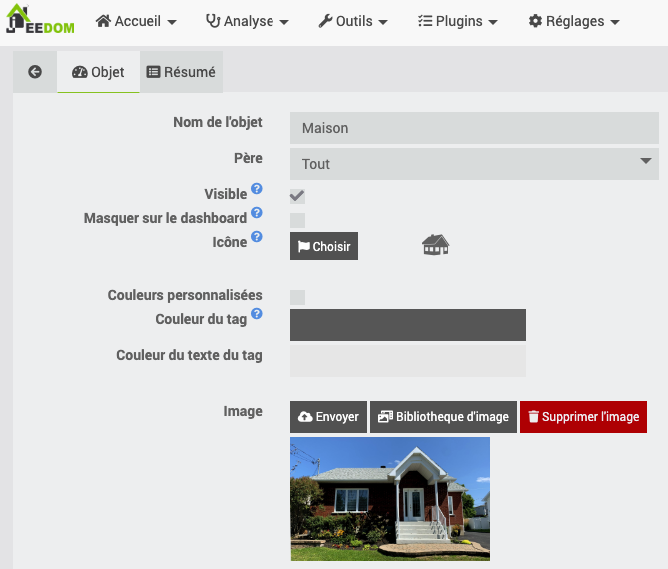 EEDOM Accueil Analyse Outils Plugins Réglages
Objet Résumé
Nom de l'objet Maison
Père Tout
Visible ?
Masquer sur le dashboard ?
Icône ? Choisir
Couleurs personnalisées
Couleur du tag ?
Couleur du texte du tag
Image Envoyer Bibliotheque d'image Supprimer l'image